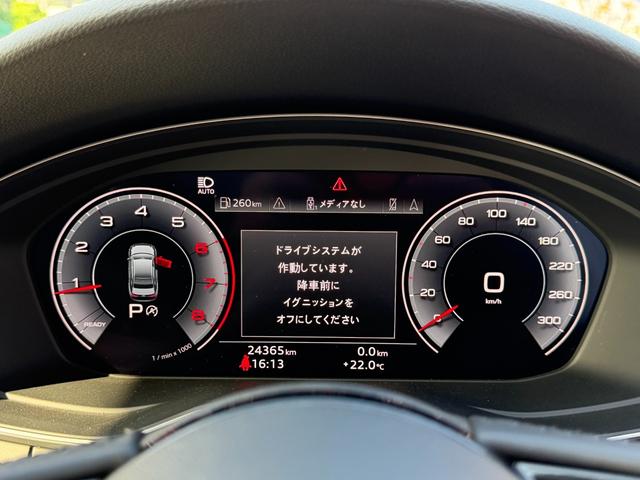 AUTO
260km
メディアなし
1 2 3 4 5 6 7 8
READY
P
1 / min x 1000
ドライブシステムが
作動しています。
降車前に
イグニッションを
オフにしてください
24365km 0.0km
16:13 +22.0℃
0 20 40 60 80 100 120 140 180 220 260 300
0
km/h